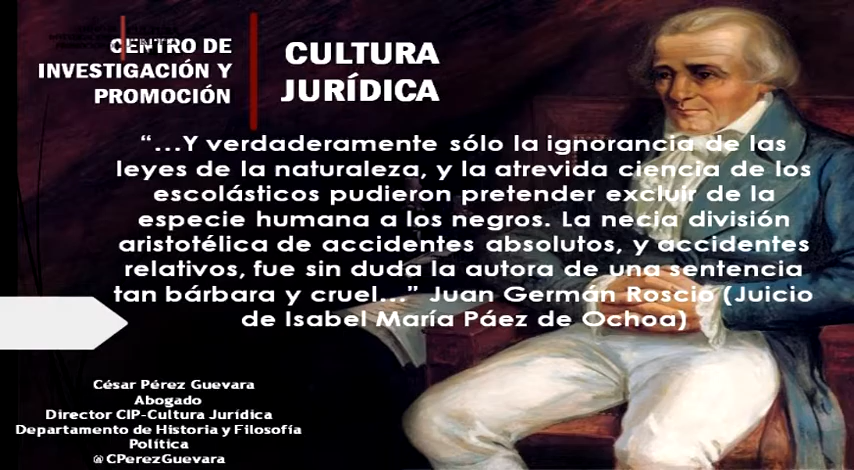 CENTRO DE
INVESTIGACIÓN Y
PROMOCIÓN
CULTURA
JURÍDICA
“...Y verdaderamente sólo la ignorancia de las
leyes de la naturaleza, y la atrevida ciencia de los
escolásticos pudieron pretender excluir de la
especie humana a los negros. La necia división
aristotélica de accidentes absolutos, y accidentes
relativos, fue sin duda la autora de una sentencia
tan bárbara y cruel...” Juan Germán Roscio (Juicio
de Isabel María Páez de Ochoa)
César Pérez Guevara
Abogado
Director CIP-Cultura Jurídica
Departamento de Historia y Filosofía
Política
@CPerezGuevara